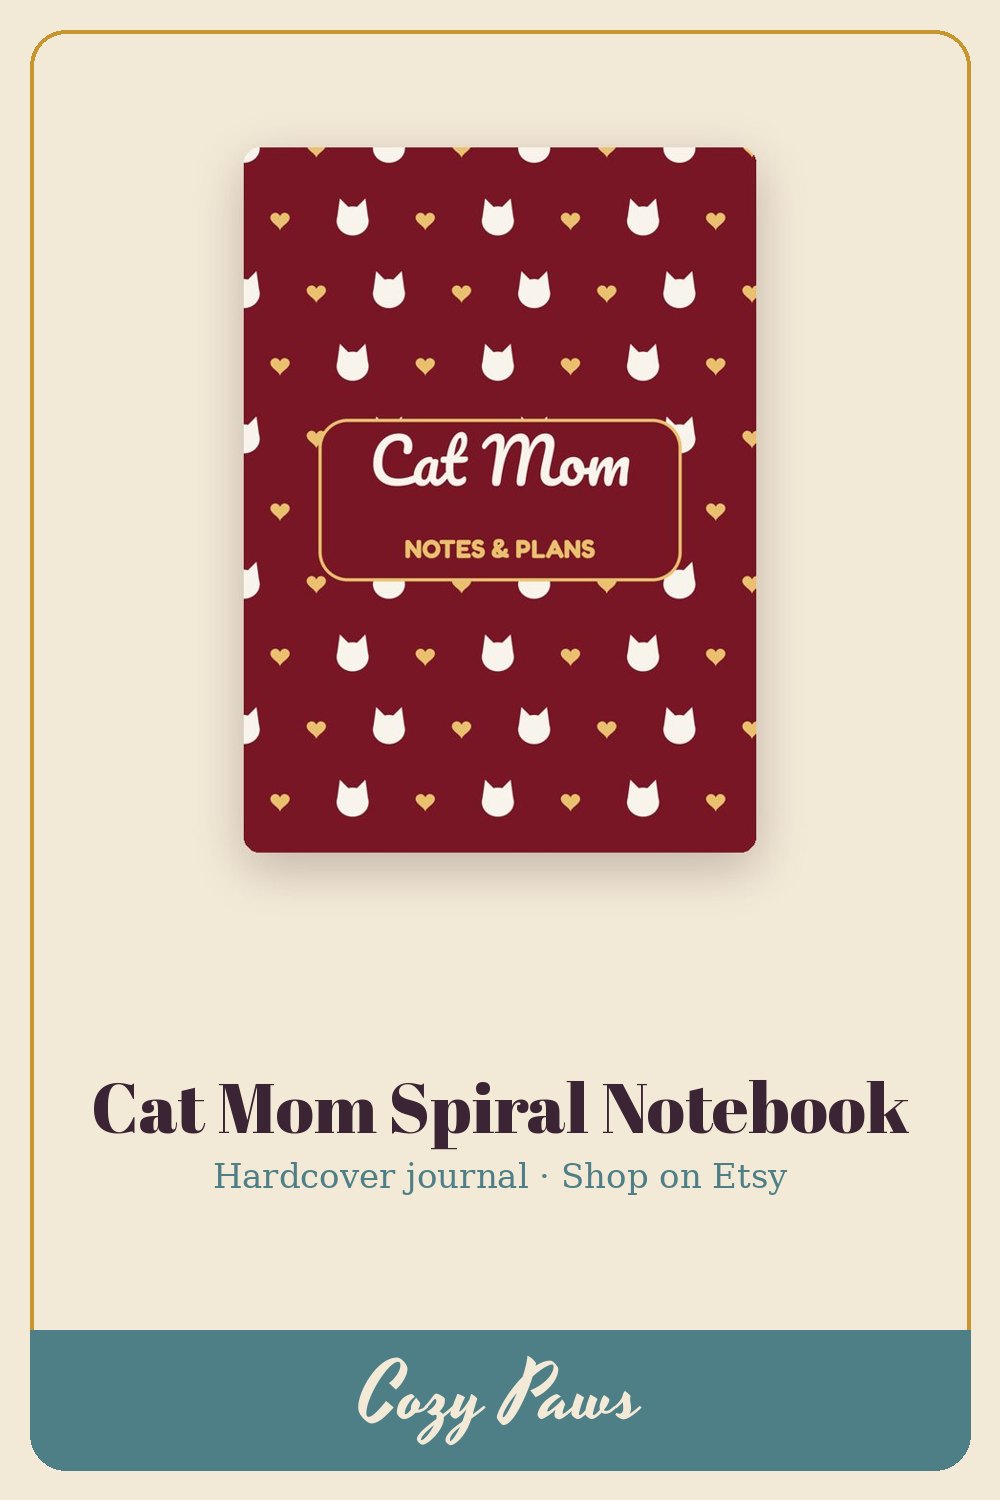 Cat Mom
NOTES & PLANS
Cat Mom Spiral Notebook
Hardcover journal · Shop on Etsy
Cozy Paws